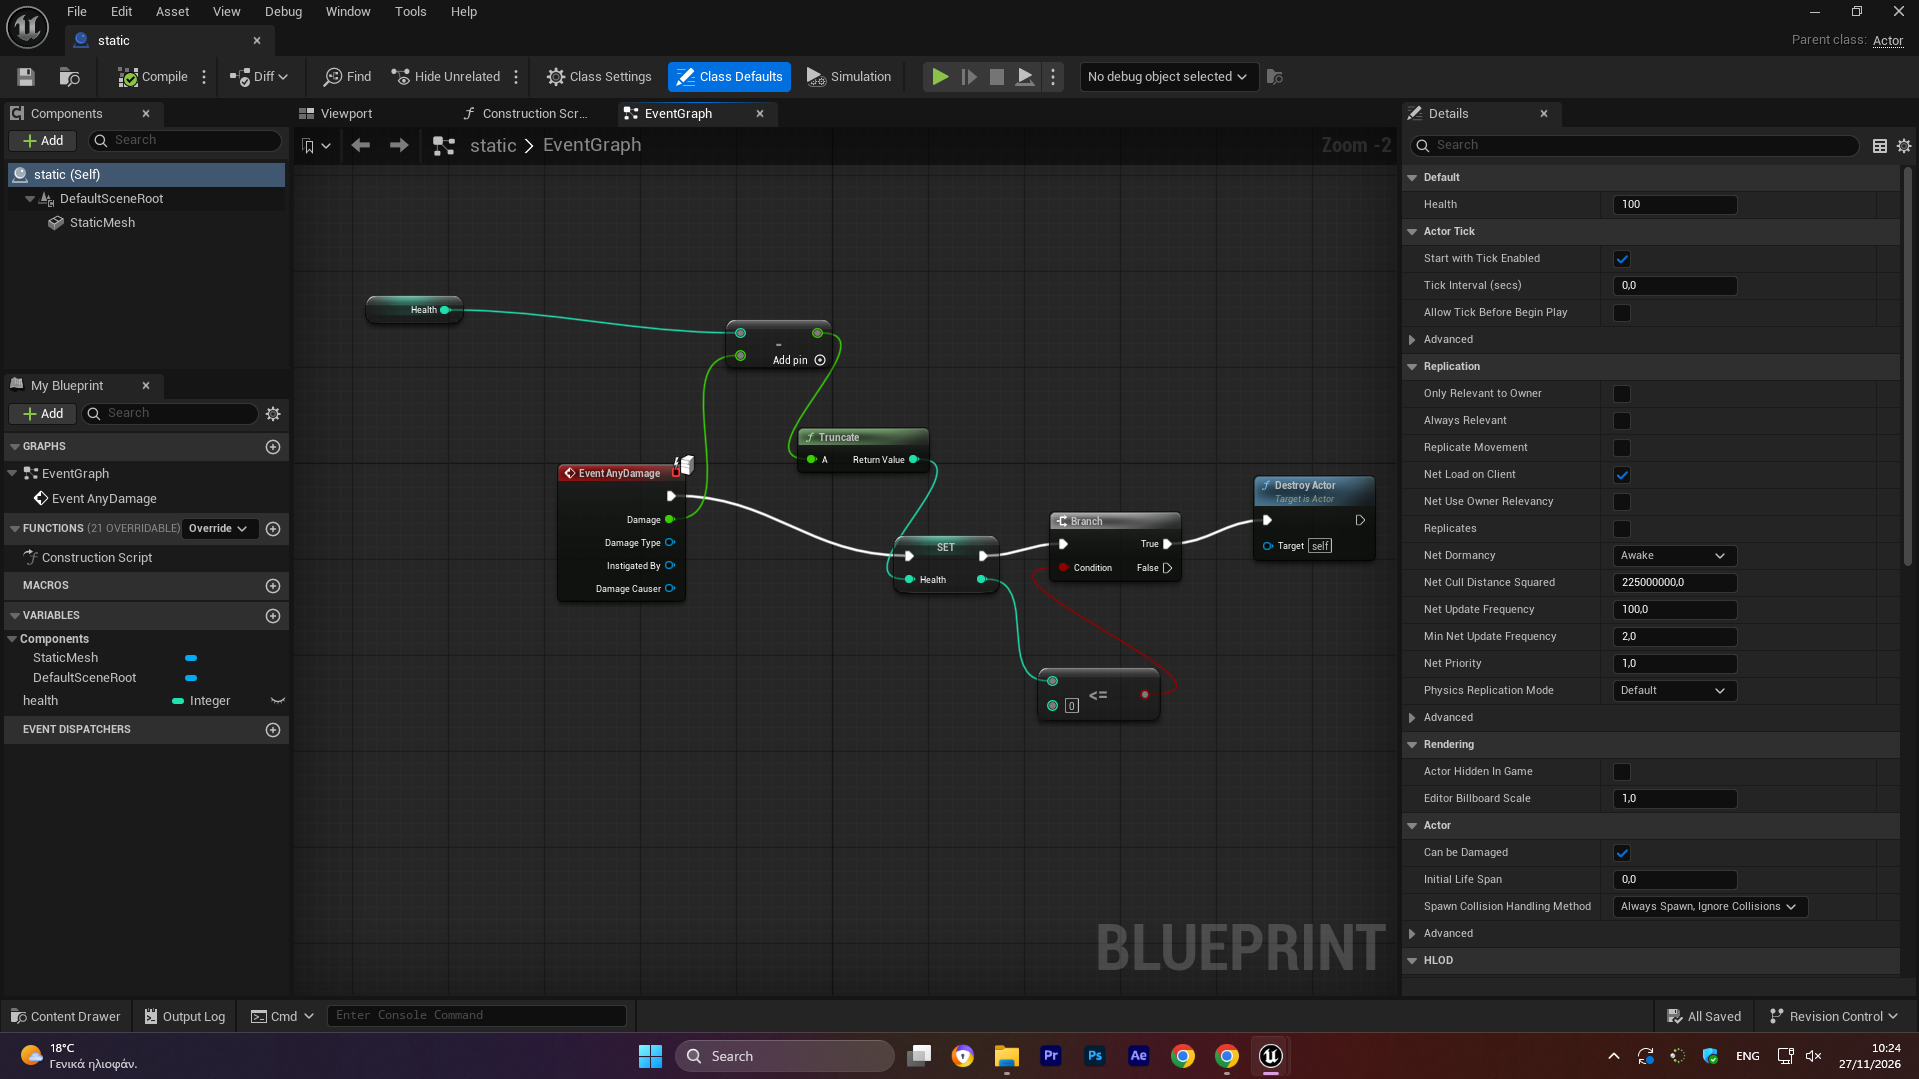 File Edit Asset View Debug Window Tools Help
static
Parent class: Actor
Compile Diff Find Hide Unrelated Class Settings Class Defaults Simulation No debug object selected
Components
Add Search
static (Self)
DefaultSceneRoot
StaticMesh
My Blueprint
Add Search
GRAPHS
EventGraph
Event AnyDamage
FUNCTIONS (21 OVERRIDABLE) Override
Construction Script
MACROS
VARIABLES
Components
StaticMesh
DefaultSceneRoot
health Integer
EVENT DISPATCHERS
Viewport Construction Scr... EventGraph
static > EventGraph Zoom -2
Health
-
Add pin
Truncate
A Return Value
Event AnyDamage
Damage
Damage Type
Instigated By
Damage Causer
SET
Health
Branch
True
Condition False
Destroy Actor
Target is Actor
Target self
<=
0
BLUEPRINT
Details
Search
Default
Health 100
Actor Tick
Start with Tick Enabled
Tick Interval (secs) 0,0
Allow Tick Before Begin Play
Advanced
Replication
Only Relevant to Owner
Always Relevant
Replicate Movement
Net Load on Client
Net Use Owner Relevancy
Replicates
Net Dormancy Awake
Net Cull Distance Squared 225000000,0
Net Update Frequency 100,0
Min Net Update Frequency 2,0
Net Priority 1,0
Physics Replication Mode Default
Advanced
Rendering
Actor Hidden In Game
Editor Billboard Scale 1,0
Actor
Can be Damaged
Initial Life Span 0,0
Spawn Collision Handling Method Always Spawn, Ignore Collisions
Advanced
HLOD
Content Drawer Output Log Cmd Enter Console Command All Saved Revision Control
18°C
Γενικά ηλιοφάν.
Search
Pr Ps Ae
ENG
10:24
27/11/2026